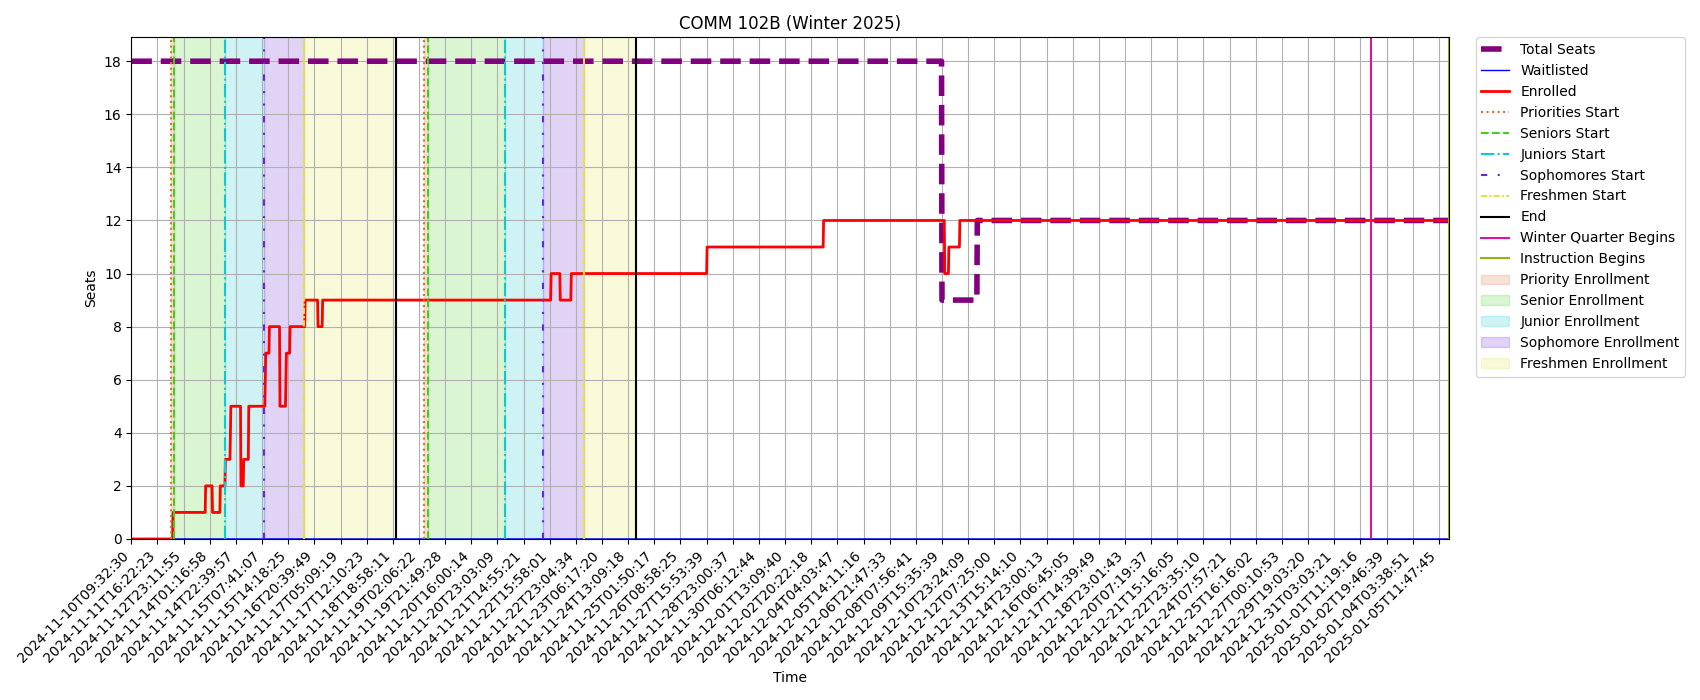 COMM 102B (Winter 2025)
Seats
18
16
14
12
10
8
6
4
2
0
2024-11-10T09:32:30
2024-11-11T16:22:23
2024-11-12T23:11:55
2024-11-14T01:16:58
2024-11-14T22:39:57
2024-11-15T07:41:07
2024-11-15T14:18:25
2024-11-16T20:39:49
2024-11-17T05:09:19
2024-11-17T12:10:23
2024-11-18T18:58:11
2024-11-19T02:06:22
2024-11-19T21:49:28
2024-11-20T16:00:14
2024-11-20T23:03:09
2024-11-21T14:55:21
2024-11-22T15:58:01
2024-11-22T23:04:34
2024-11-23T06:17:20
2024-11-24T13:09:18
2024-11-25T01:50:17
2024-11-26T08:58:25
2024-11-27T15:53:39
2024-11-28T23:00:37
2024-11-30T06:12:44
2024-12-01T13:09:40
2024-12-02T20:22:18
2024-12-04T04:03:47
2024-12-05T14:11:16
2024-12-06T21:47:33
2024-12-08T07:56:41
2024-12-09T15:35:39
2024-12-10T23:24:09
2024-12-12T07:25:00
2024-12-13T15:14:10
2024-12-14T23:00:13
2024-12-16T06:45:05
2024-12-17T14:39:49
2024-12-18T23:01:43
2024-12-20T07:19:37
2024-12-21T15:16:05
2024-12-22T23:35:10
2024-12-24T07:57:21
2024-12-25T16:16:02
2024-12-27T00:10:53
2024-12-29T19:03:20
2024-12-31T03:03:21
2025-01-01T11:19:16
2025-01-02T19:46:39
2025-01-04T03:38:51
2025-01-05T11:47:45
Time
Total Seats
Waitlisted
Enrolled
Priorities Start
Seniors Start
Juniors Start
Sophomores Start
Freshmen Start
End
Winter Quarter Begins
Instruction Begins
Priority Enrollment
Senior Enrollment
Junior Enrollment
Sophomore Enrollment
Freshmen Enrollment